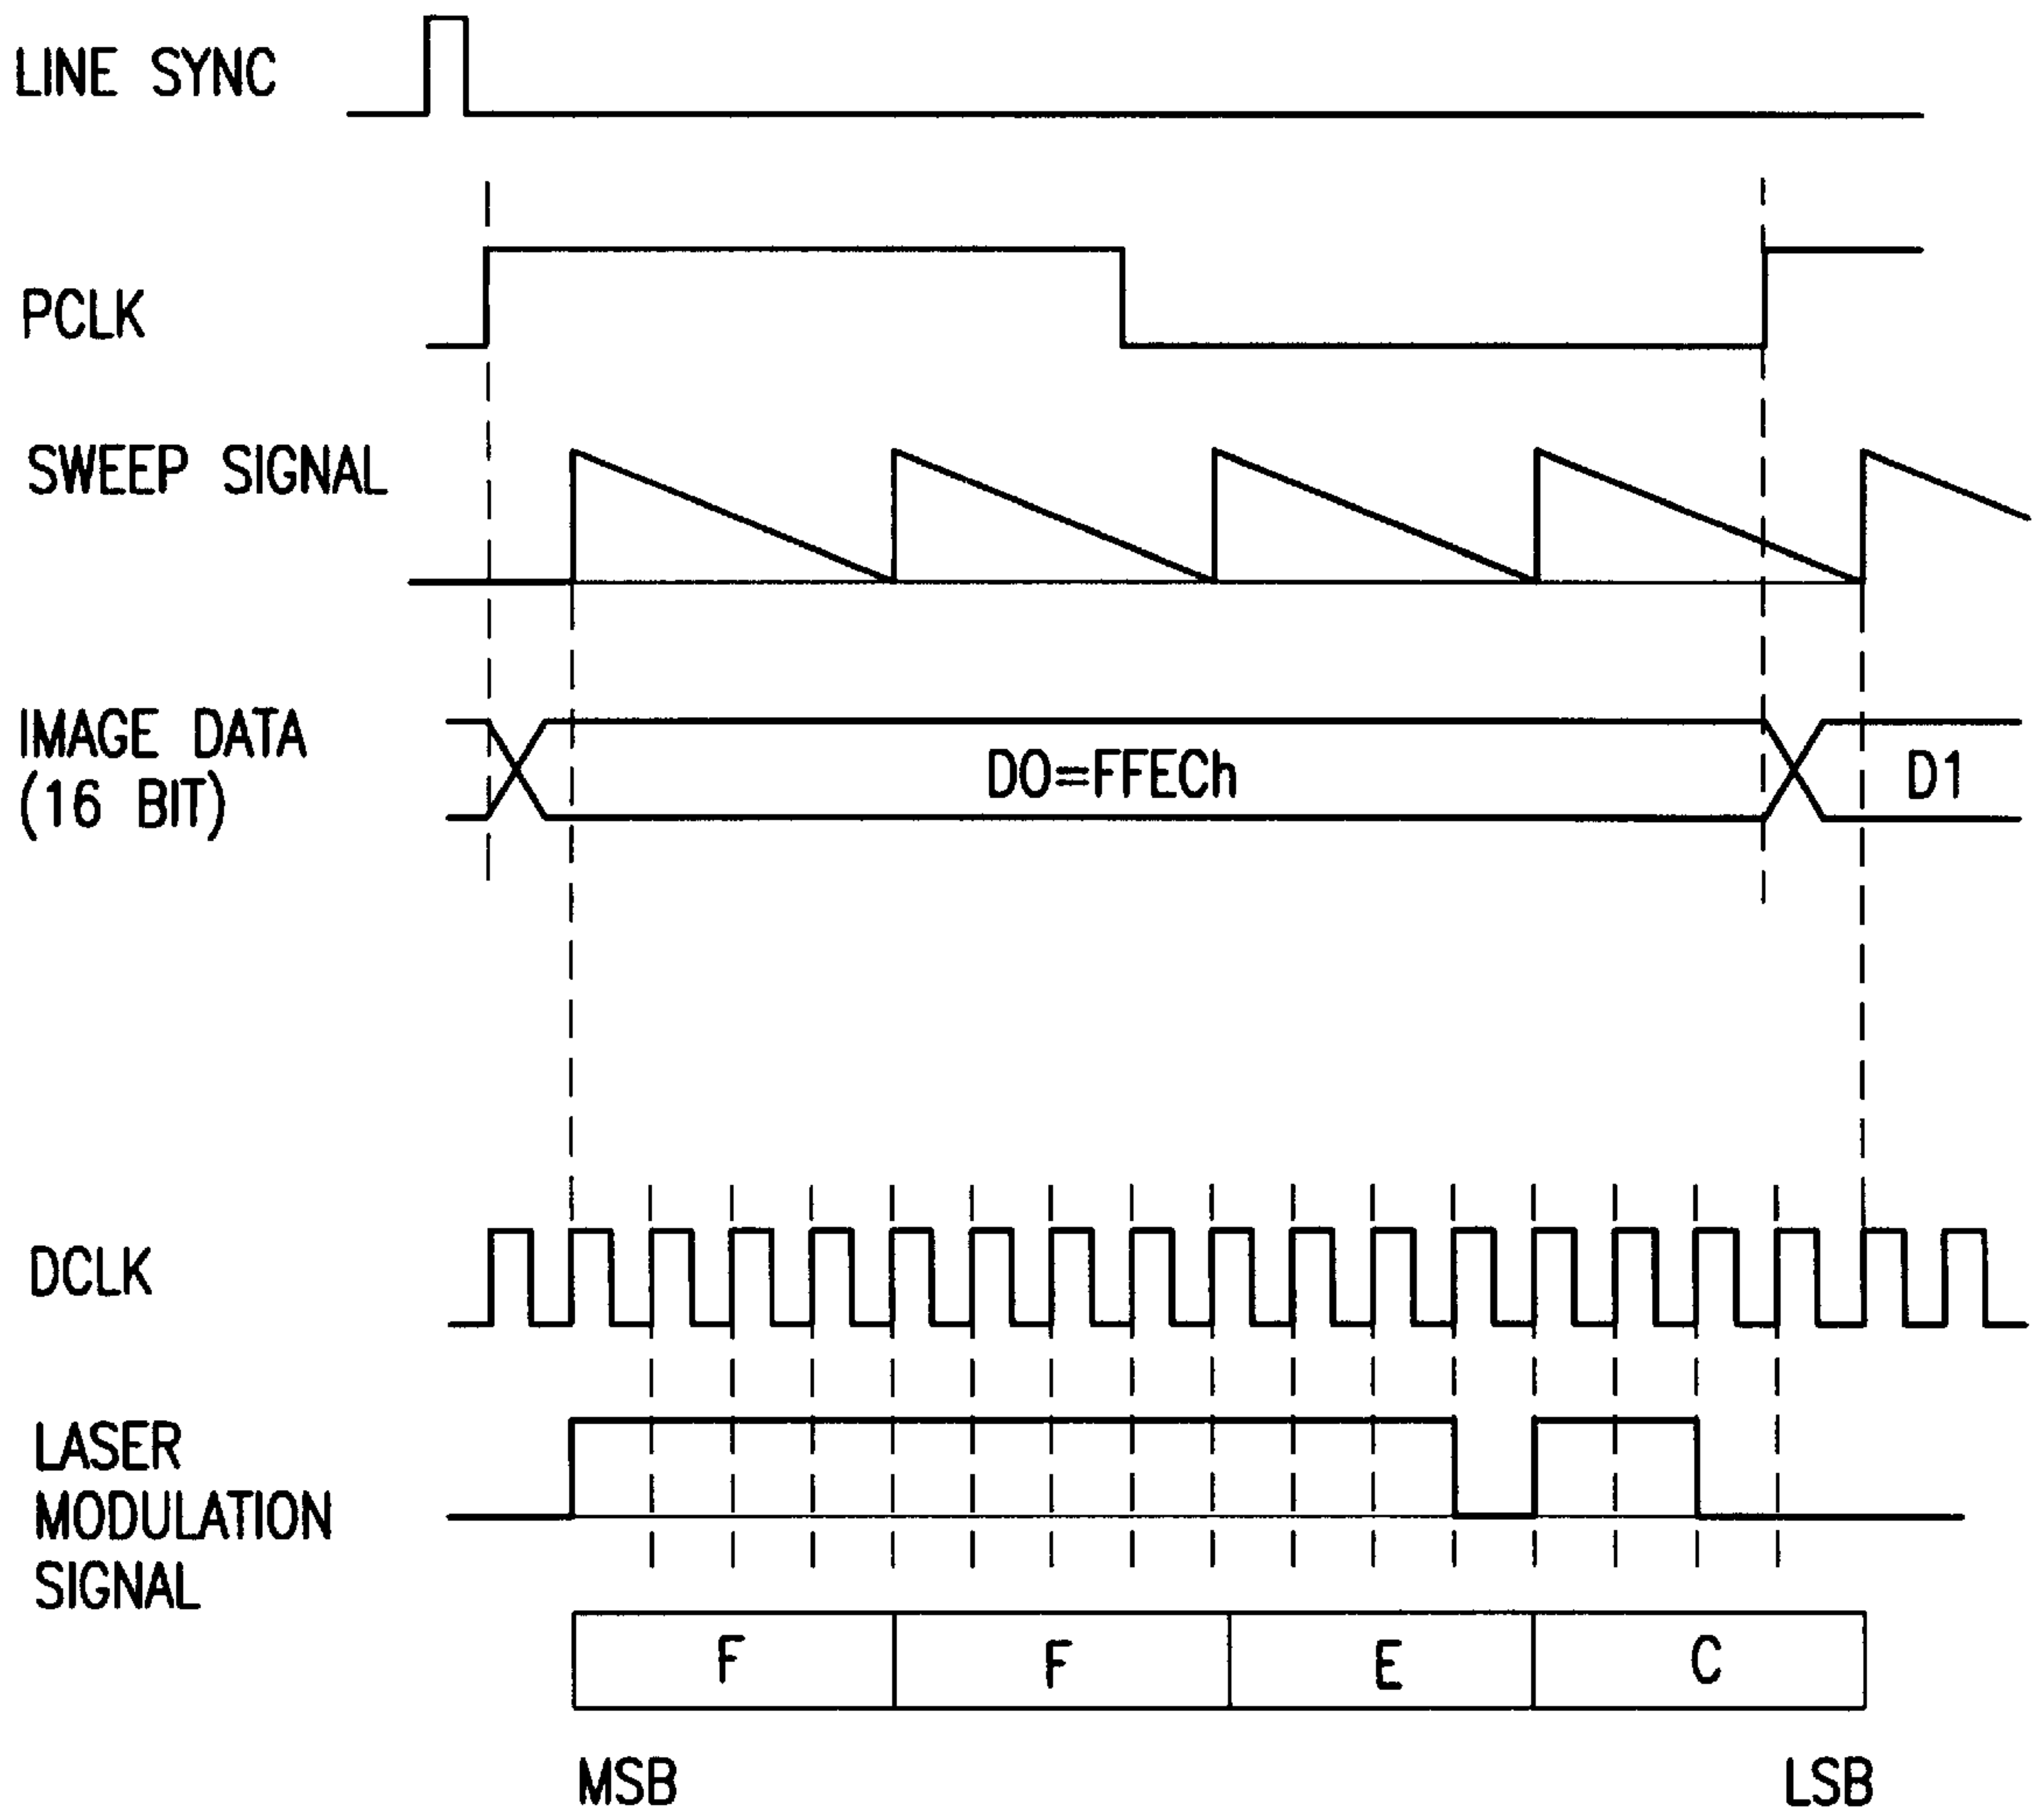 LINE SYNC
PCLK
SWEEP SIGNAL
IMAGE DATA
(16 BIT)
DO=FFECh
D1
DCLK
LASER
MODULATION
SIGNAL
F F E C
MSB LSB